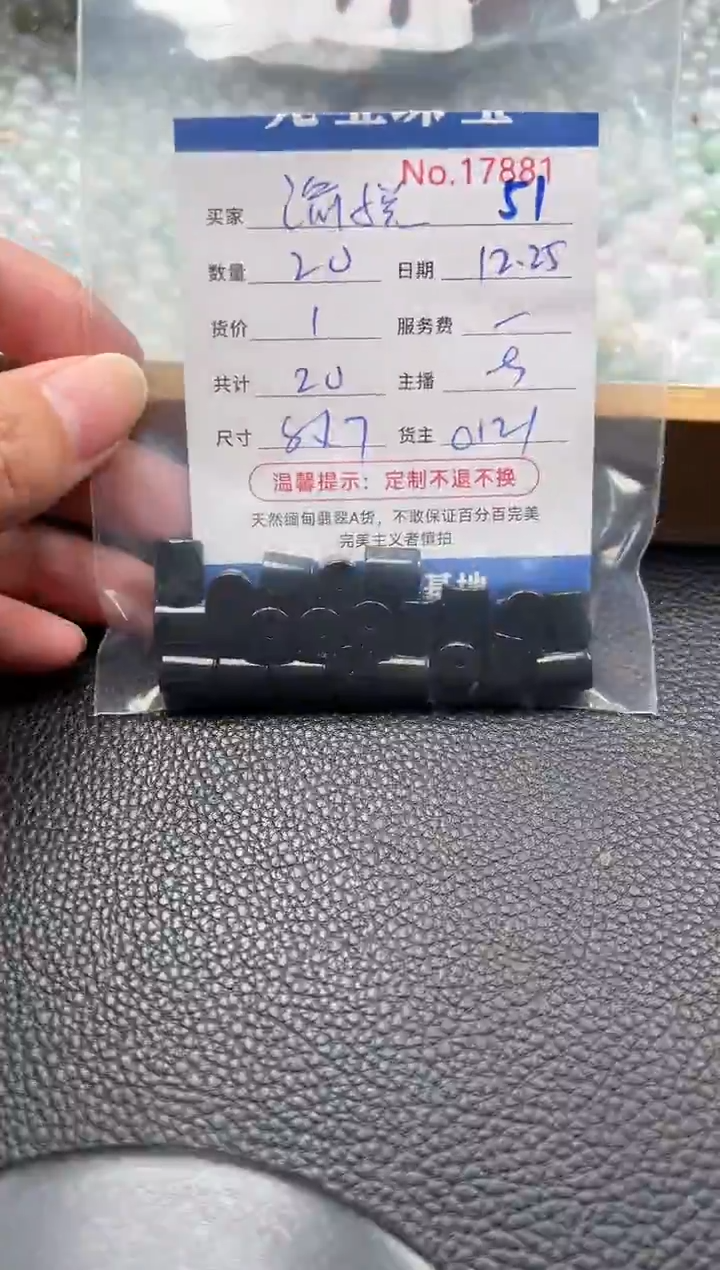 No.17881
买家 51
数量 20 日期 12.25
货价 1 服务费 一
共计 20 主播
尺寸 8x7 货主 0121
温馨提示：定制不退不换
天然缅甸翡翠A货，不敢保证百分百完美
完美主义者慎拍
基地